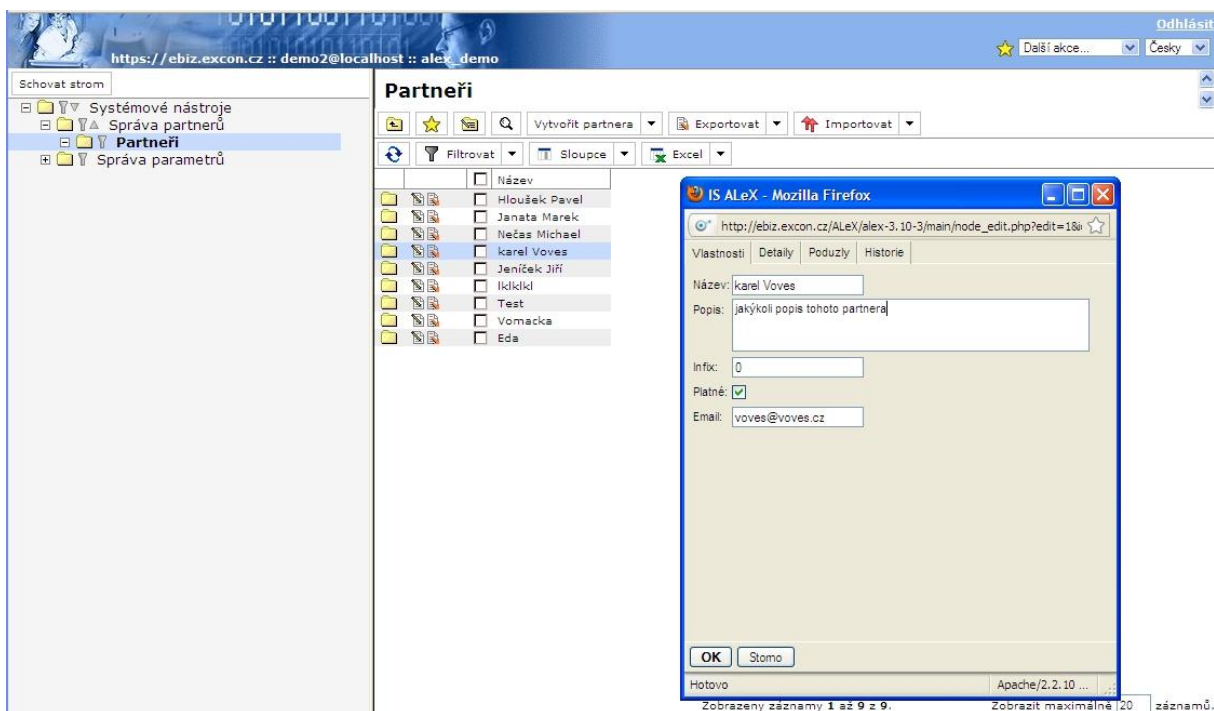 Odhlásit
https://ebiz.excon.cz :: demo2@localhost :: alex_demo
Další akce... Česky
Schovat strom
Systémové nástroje
Správa partnerů
Partneři
Správa parametrů
Partneři
Vytvořit partnera Exportovat Importovat
Filtrovat Sloupce Excel
Název
Hloušek Pavel
Janata Marek
Nečas Michael
karel Voves
Jeníček Jiří
lklklkl
Test
Vomacka
Eda
IS ALeX - Mozilla Firefox
http://ebiz.excon.cz/ALeX/alex-3.10-3/main/node_edit.php?edit=1&i
Vlastnosti Detaily Poduzly Historie
Název: karel Voves
Popis: jakýkoli popis tohoto partnera
Infix: 0
Platné:
Email: voves@voves.cz
OK Storno
Hotovo Apache/2.2.10 ...
Zobrazeny záznamy 1 až 9 z 9. Zobrazit maximálně 20 záznamů.